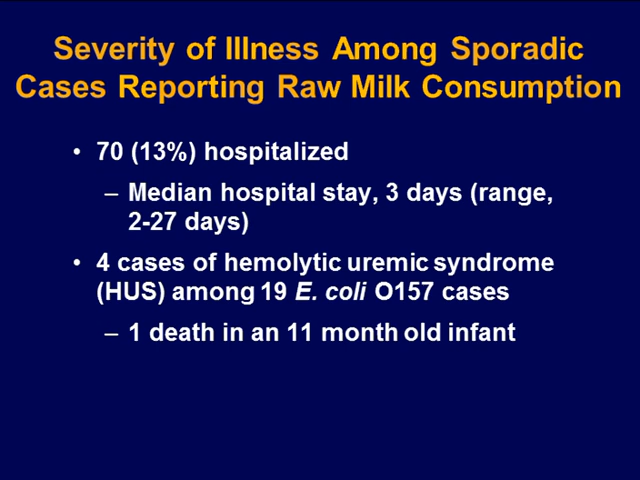 Severity of Illness Among Sporadic
Cases Reporting Raw Milk Consumption
• 70 (13%) hospitalized
– Median hospital stay, 3 days (range,
2-27 days)
• 4 cases of hemolytic uremic syndrome
(HUS) among 19 E. coli O157 cases
– 1 death in an 11 month old infant